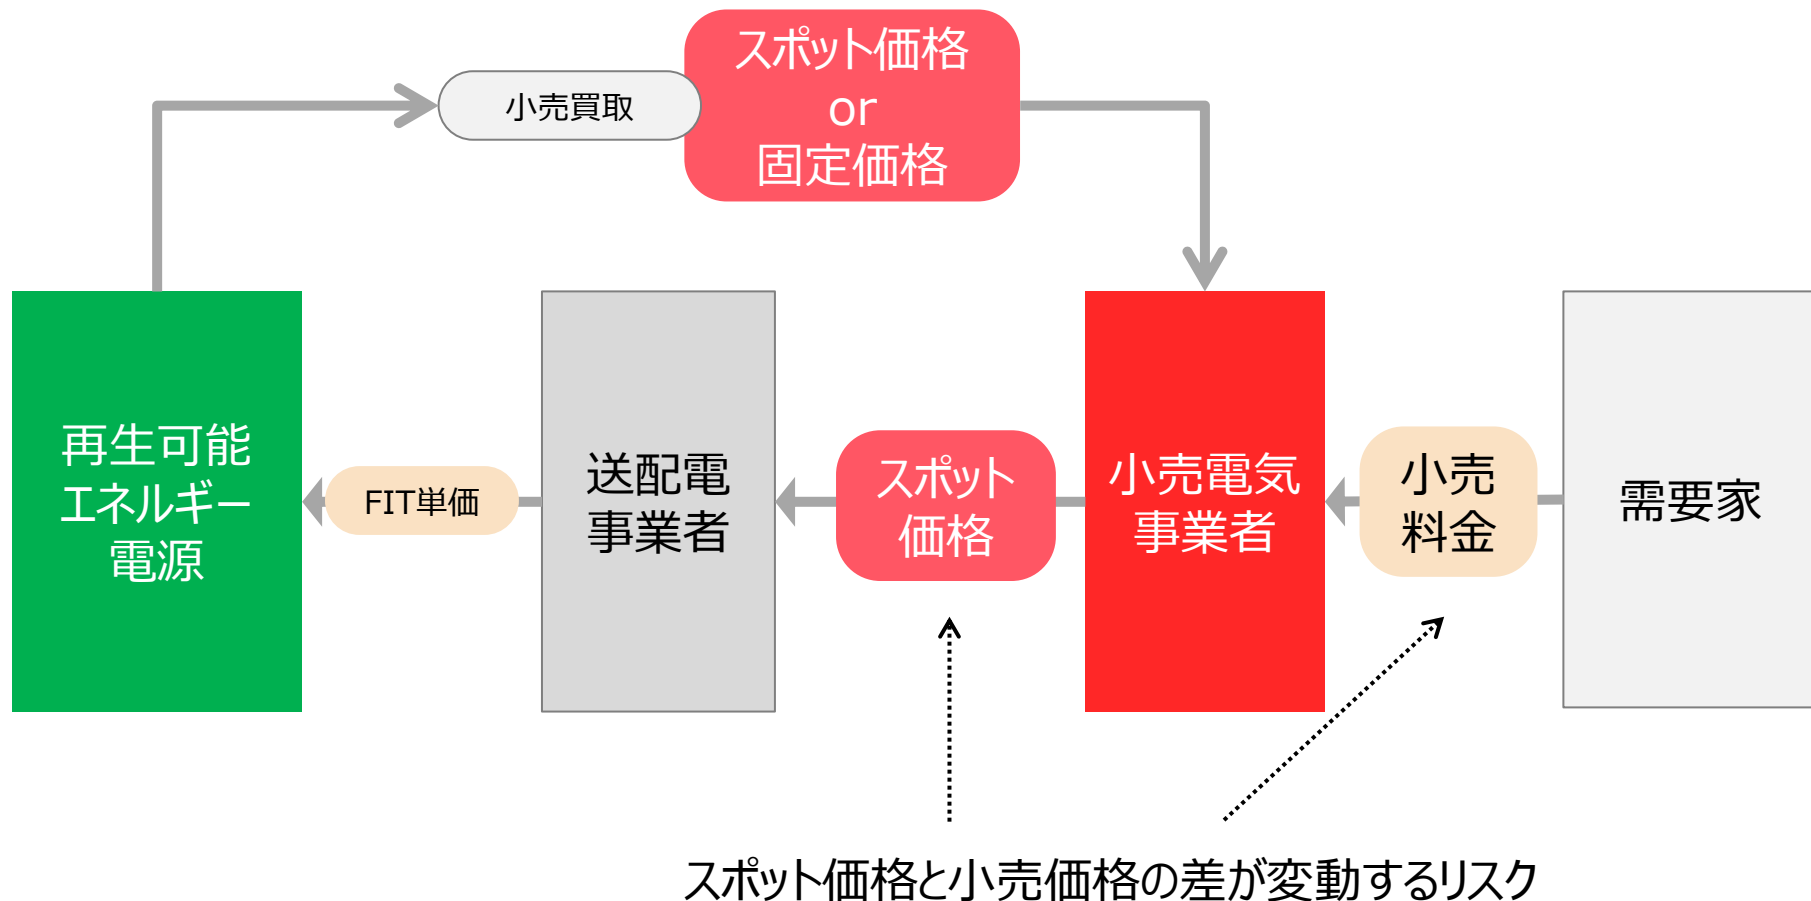 スポット価格
or
固定価格
小売買取
再生可能
エネルギー
電源
FIT単価
送配電
事業者
スポット
価格
小売電気
事業者
小売
料金
需要家
スポット価格と小売価格の差が変動するリスク